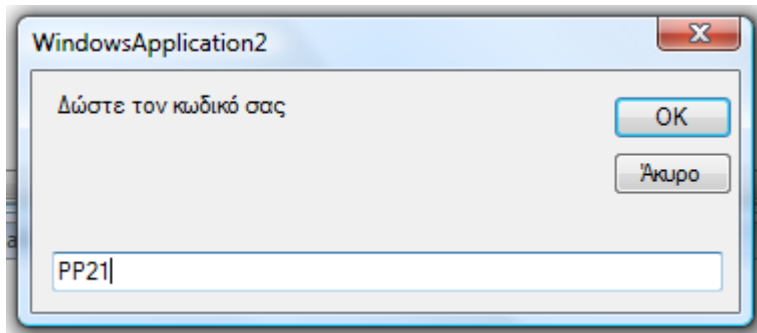 WindowsApplication2
Δώστε τον κωδικό σας
OK
Άκυρο
PP21